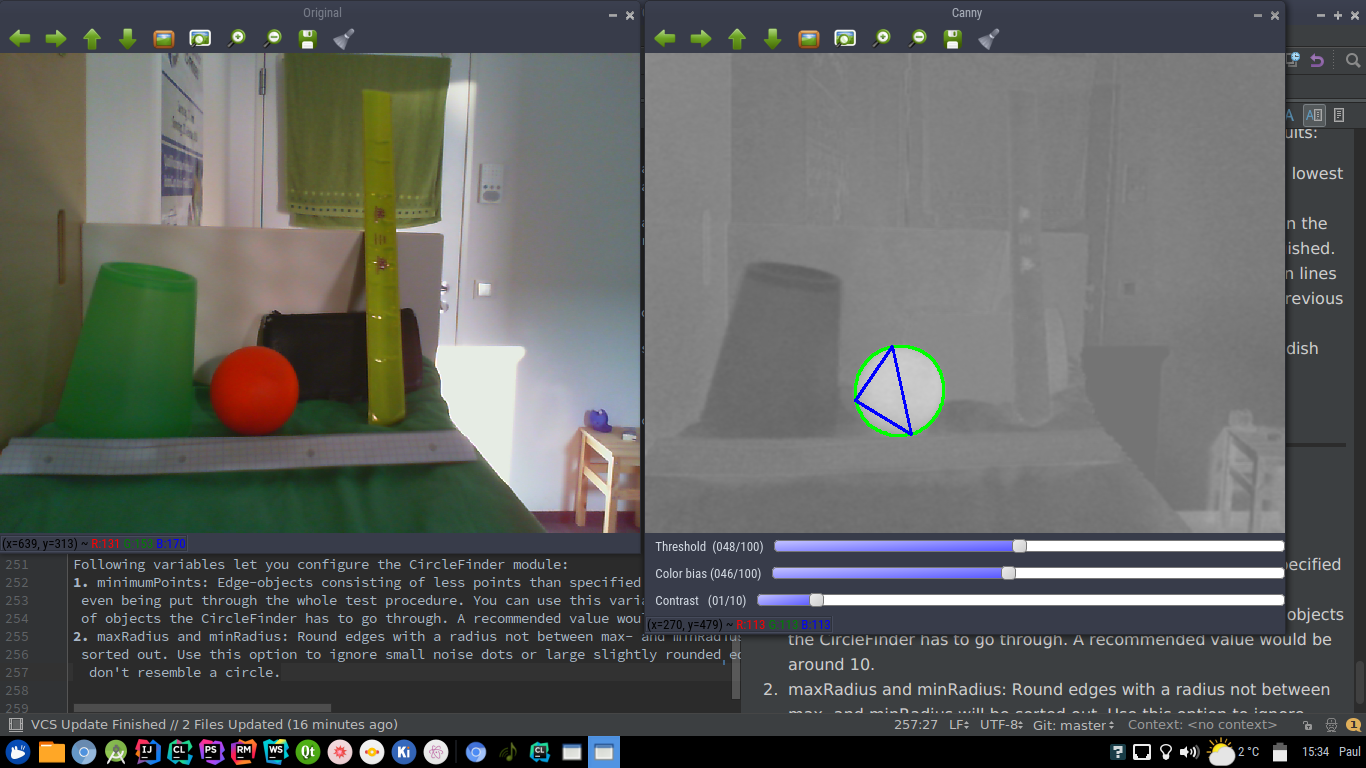 Original
Canny
(x=639, y=313) ~ R:131 G:153 B:170
Threshold (048/100)
Color bias (046/100)
Contrast (01/10)
(x=270, y=479) ~ R:113 G:113 B:113
lowest
n the
ished.
n lines
revious
dish
ecified
objects
the CircleFinder has to go through. A recommended value would be
around 10.
2. maxRadius and minRadius: Round edges with a radius not between
251 Following variables let you configure the CircleFinder module:
252 1. minimumPoints: Edge-objects consisting of less points than specified
253 even being put through the whole test procedure. You can use this varia
254 of objects the CircleFinder has to go through. A recommended value wou
255 2. maxRadius and minRadius: Round edges with a radius not between max- and minRadius
256 sorted out. Use this option to ignore small noise dots or large slightly rounded ed
257 don't resemble a circle.
258
259
VCS Update Finished // 2 Files Updated (16 minutes ago)
257:27 LF÷ UTF-8÷ Git: master÷ Context: <no context>
1
IJ CL PS RM WS Qt Ki CL
? 2 °C 15:34 Paul